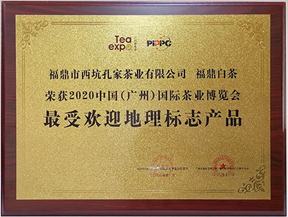 Tea
expo
PDPG
福鼎市西坑孔家茶业有限公司 福鼎白茶
荣获2020中国(广州)国际茶业博览会
最受欢迎地理标志产品